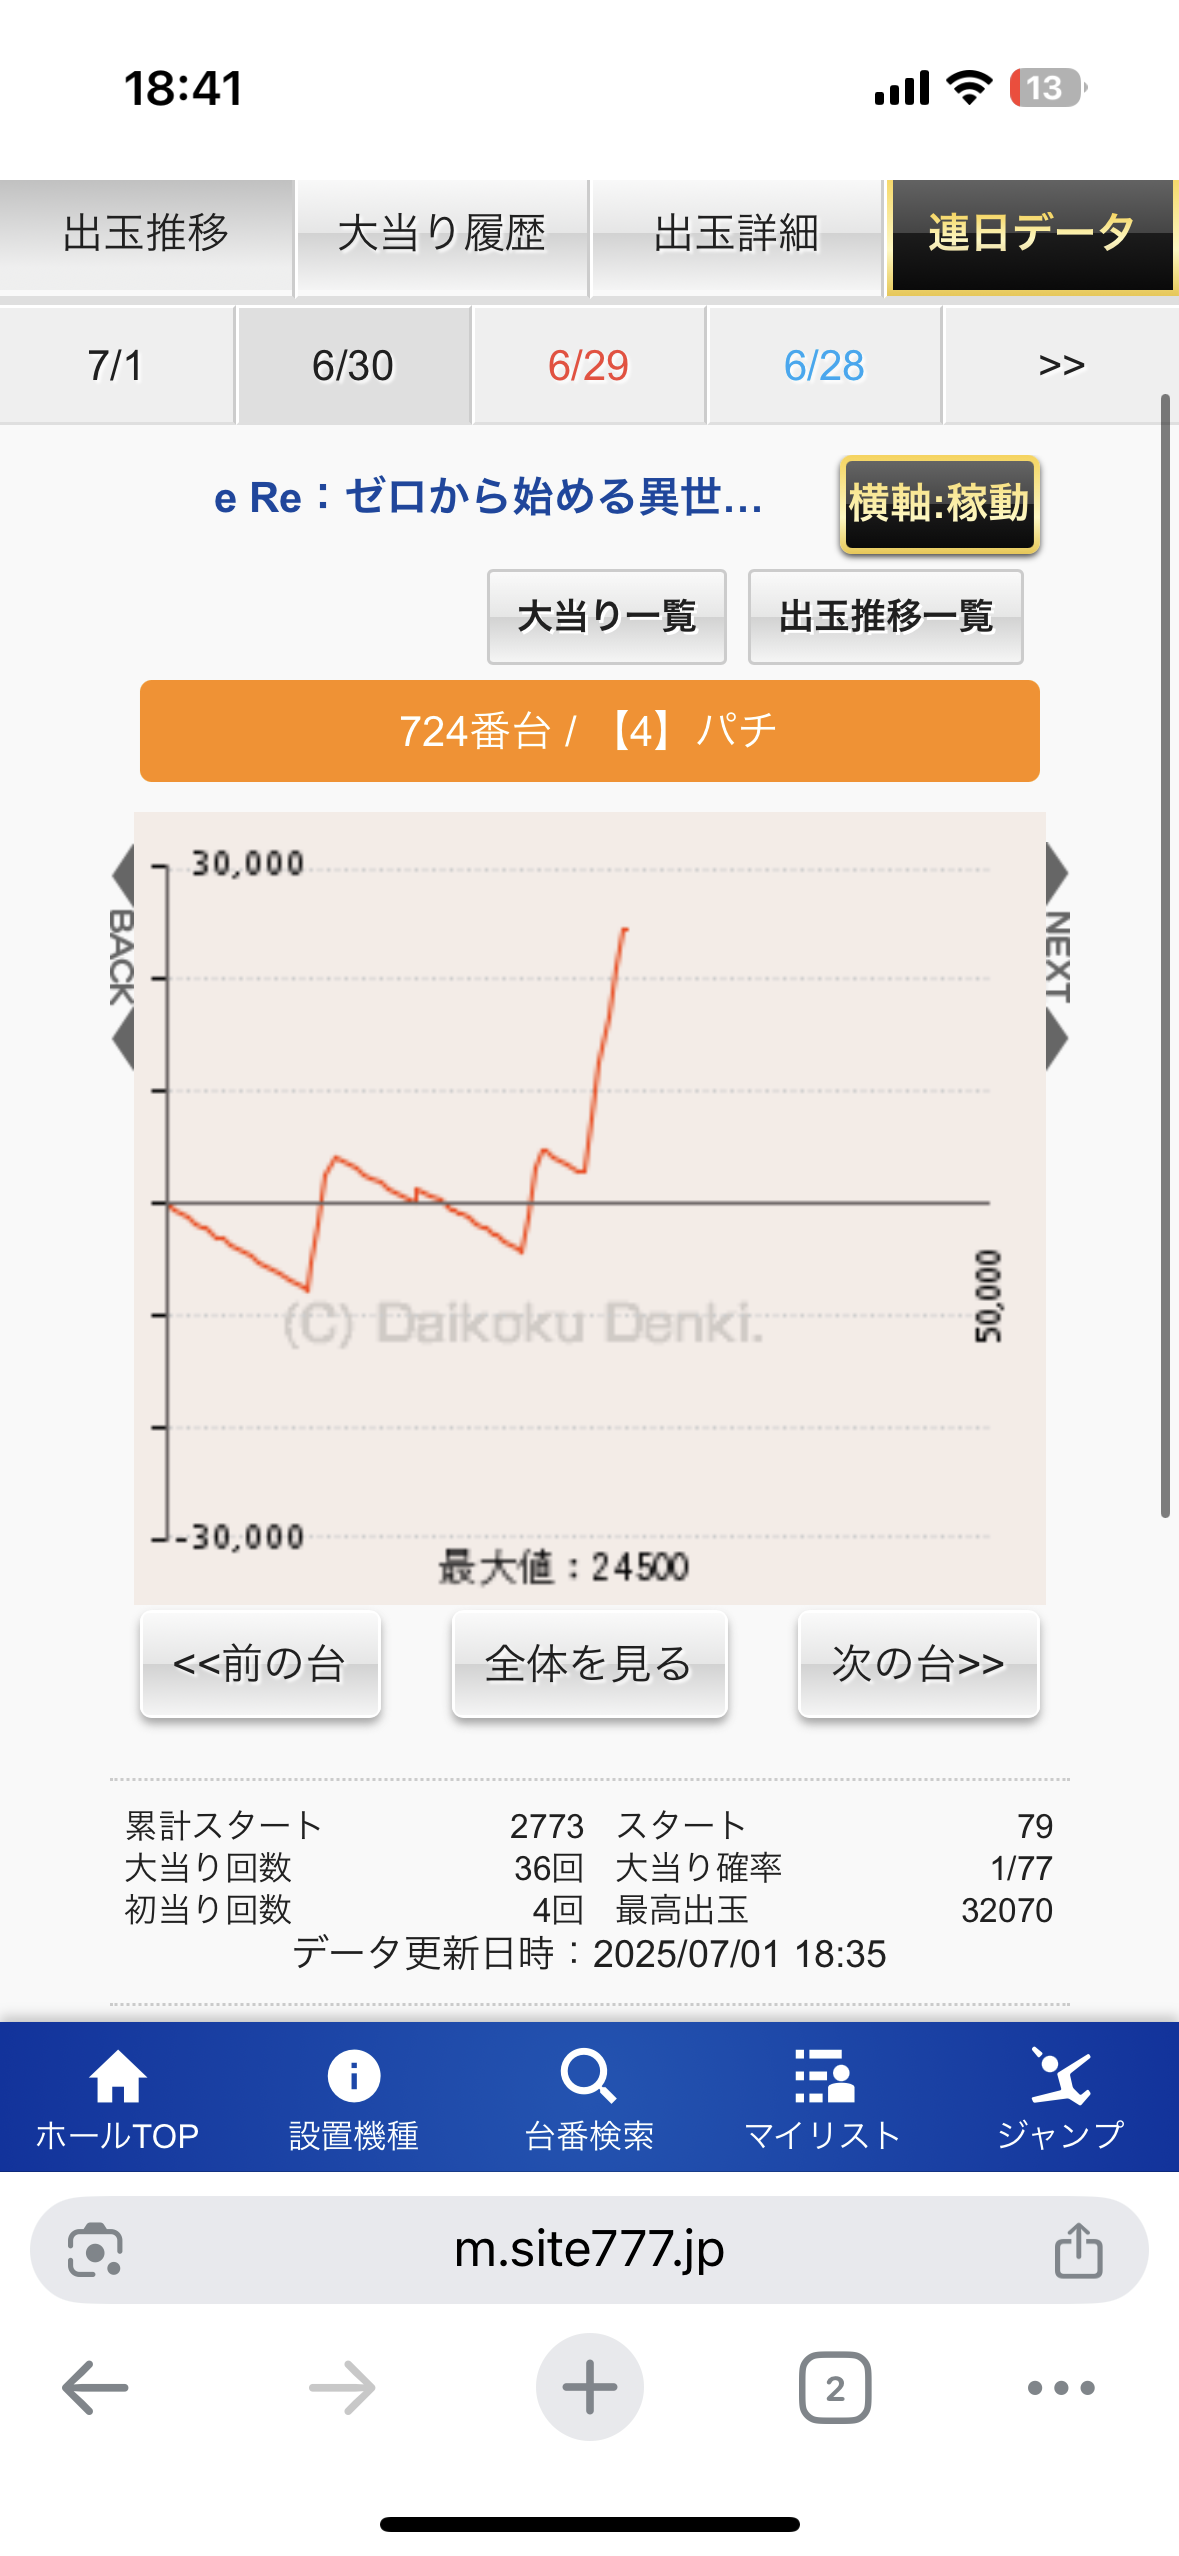 18:41
13
出玉推移 大当り履歴 出玉詳細 連日データ
7/1 6/30 6/29 6/28 >>
e Re：ゼロから始める異世... 横軸:稼動
大当り一覧 出玉推移一覧
724番台 / 【4】パチ
30,000
BACK
NEXT
50,000
(C) Daikoku Denki.
-30,000
最大値：24500
<<前の台 全体を見る 次の台>>
累計スタート 2773 スタート 79
大当り回数 36回 大当り確率 1/77
初当り回数 4回 最高出玉 32070
データ更新日時：2025/07/01 18:35
ホールTOP 設置機種 台番検索 マイリスト ジャンプ
m.site777.jp
2